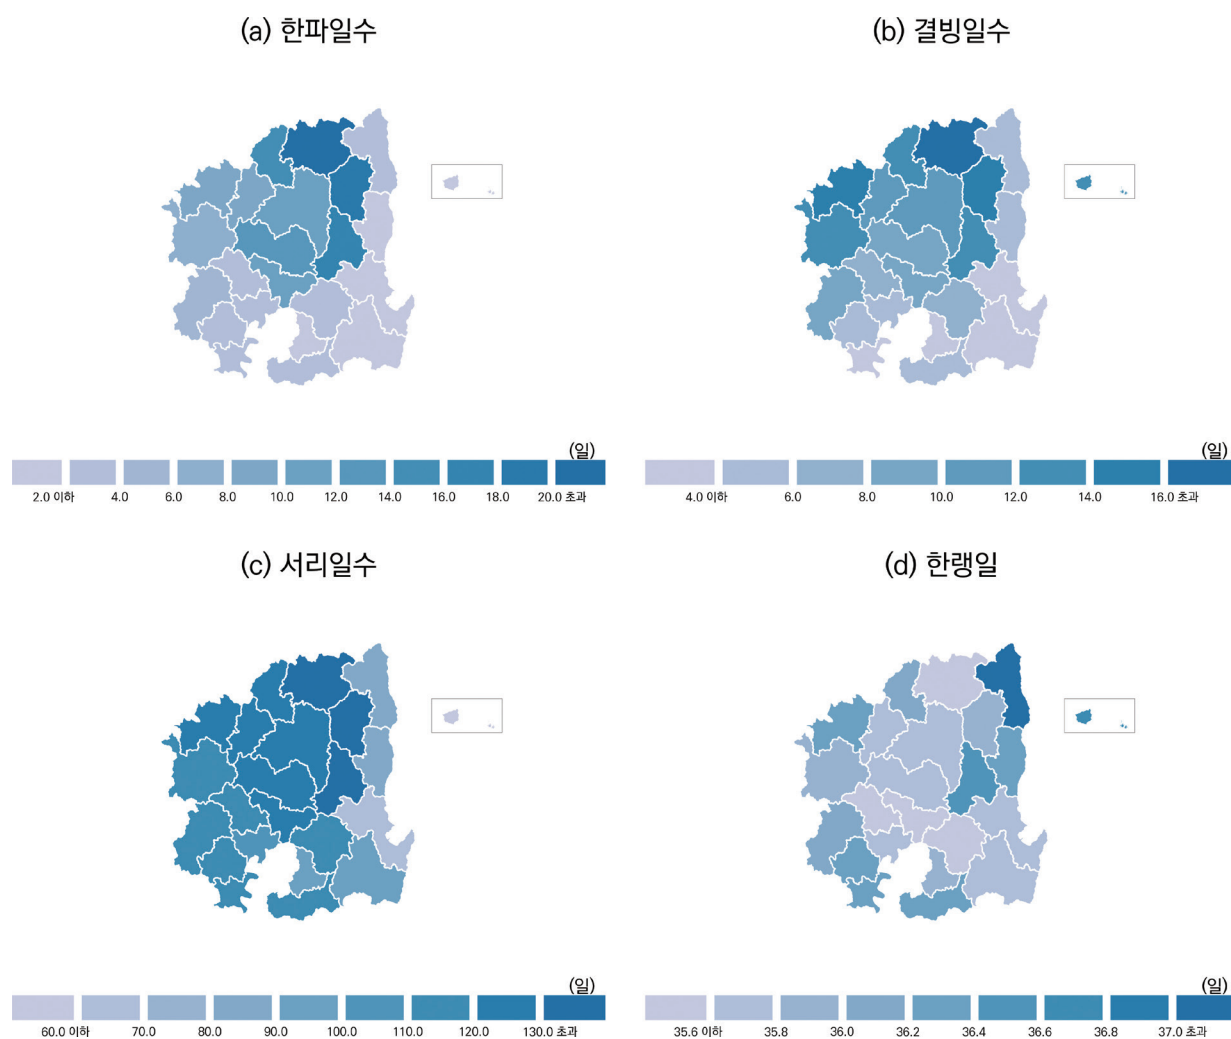 (a) 한파일수
(b) 결빙일수
(일)
2.0 이하 4.0 6.0 8.0 10.0 12.0 14.0 16.0 18.0 20.0 초과
(일)
4.0 이하 6.0 8.0 10.0 12.0 14.0 16.0 초과
(c) 서리일수
(d) 한랭일
(일)
60.0 이하 70.0 80.0 90.0 100.0 110.0 120.0 130.0 초과
(일)
35.6 이하 35.8 36.0 36.2 36.4 36.6 36.8 37.0 초과